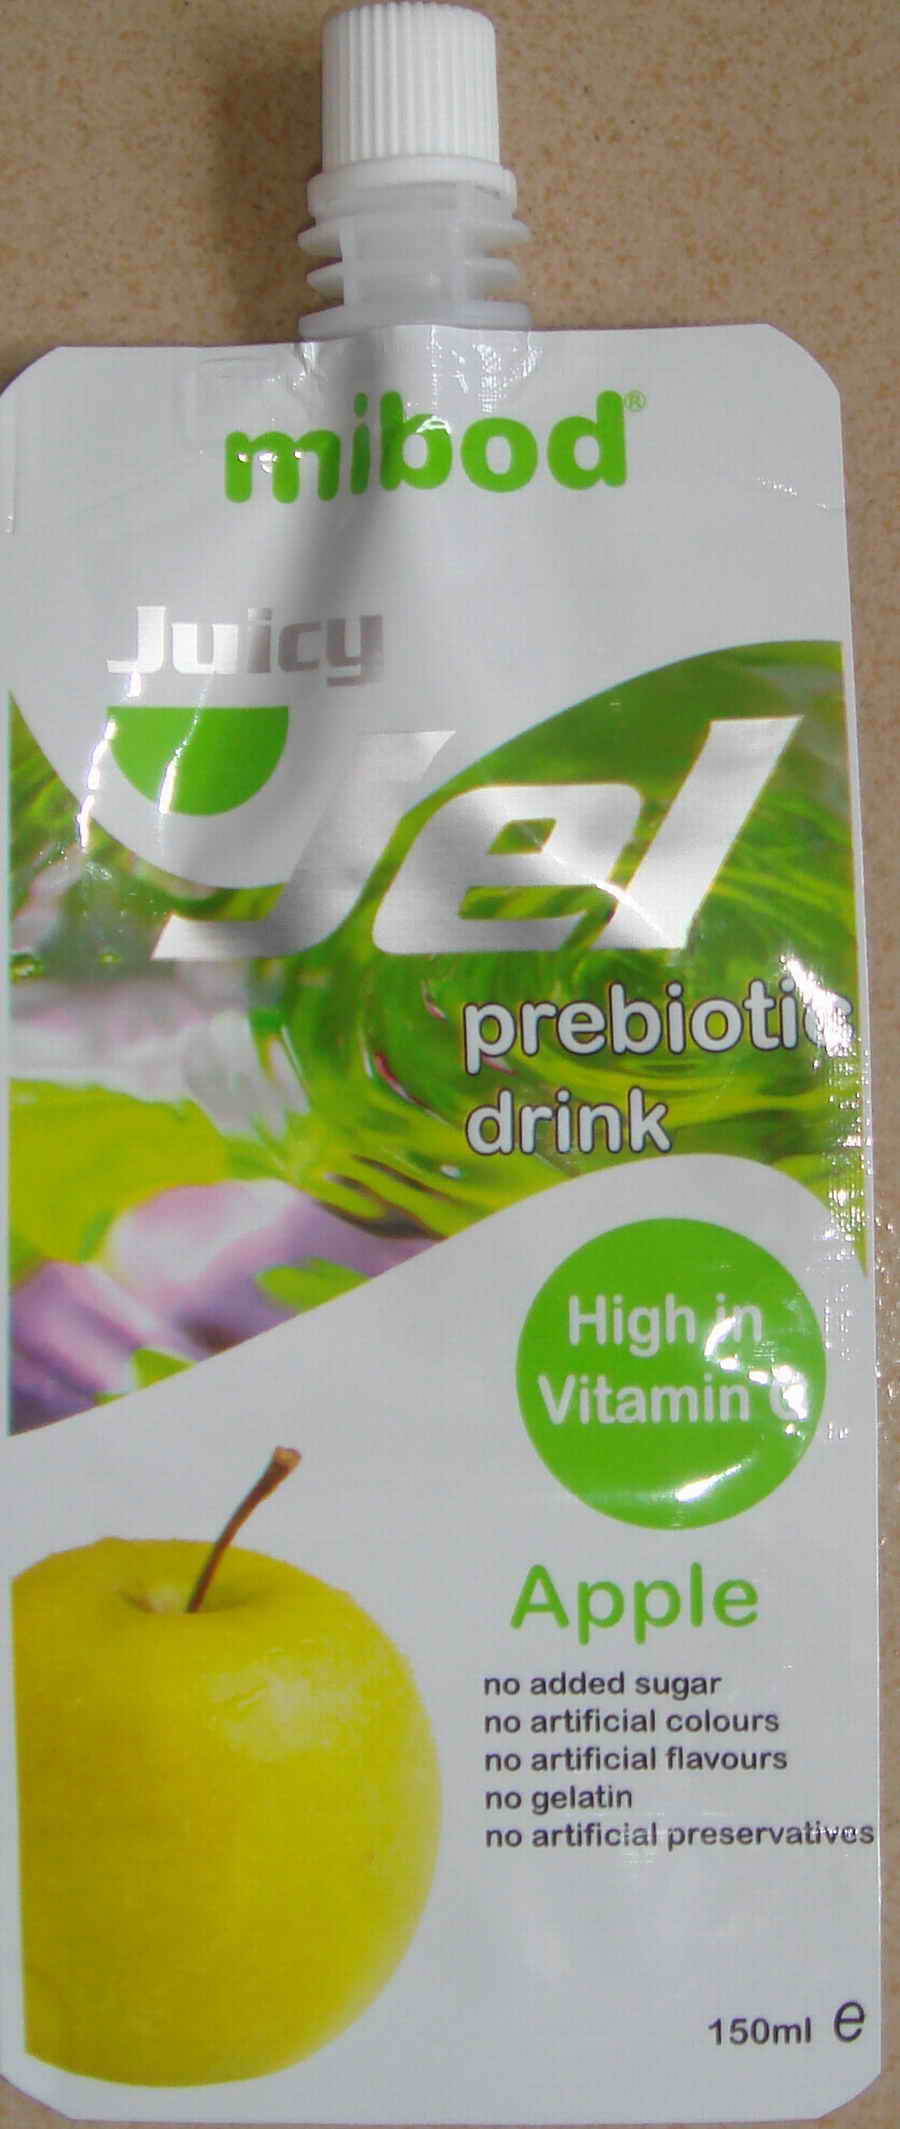 mibod®
Juicy
Jel
prebiotic
drink
High in
Vitamin C
Apple
no added sugar
no artificial colours
no artificial flavours
no gelatin
no artificial preservatives
150ml ℮